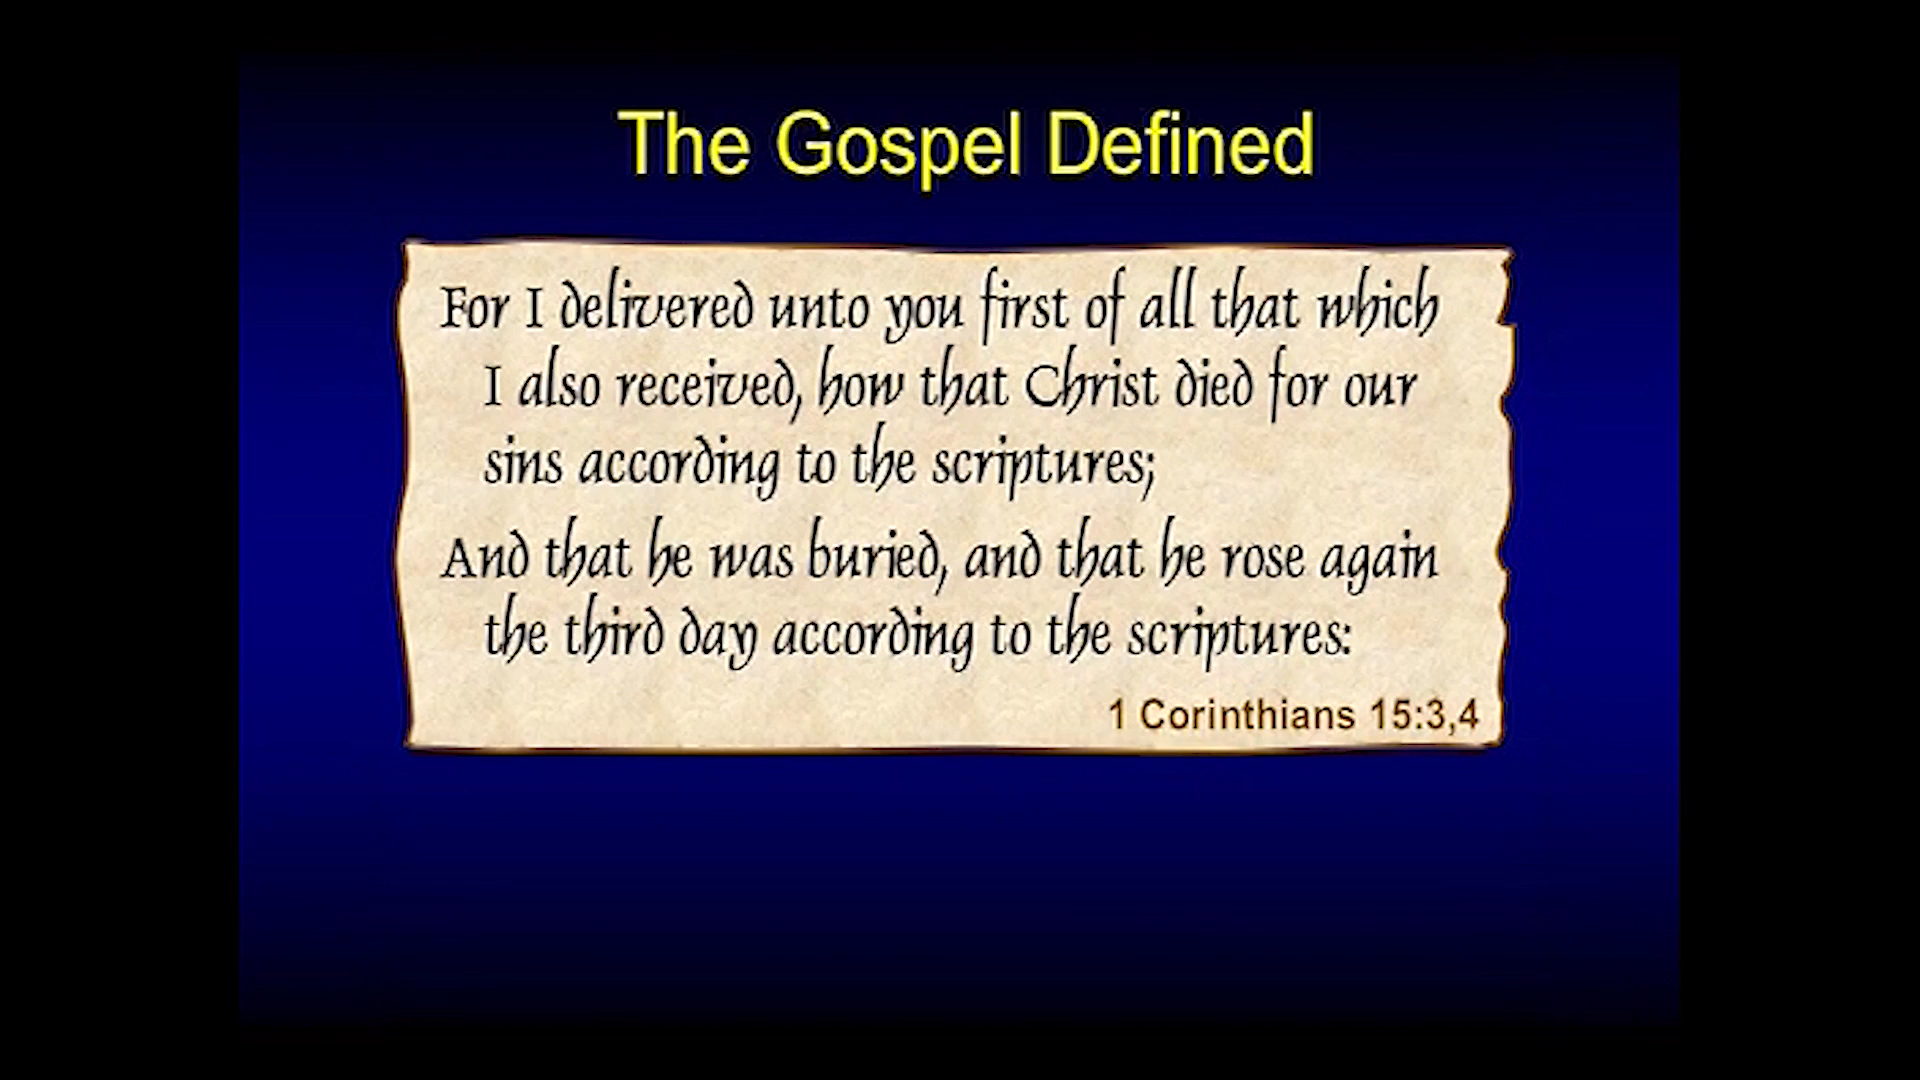 The Gospel Defined
For I delivered unto you first of all that which
I also received, how that Christ died for our
sins according to the scriptures;
And that he was buried, and that he rose again
the third day according to the scriptures:
1 Corinthians 15:3,4